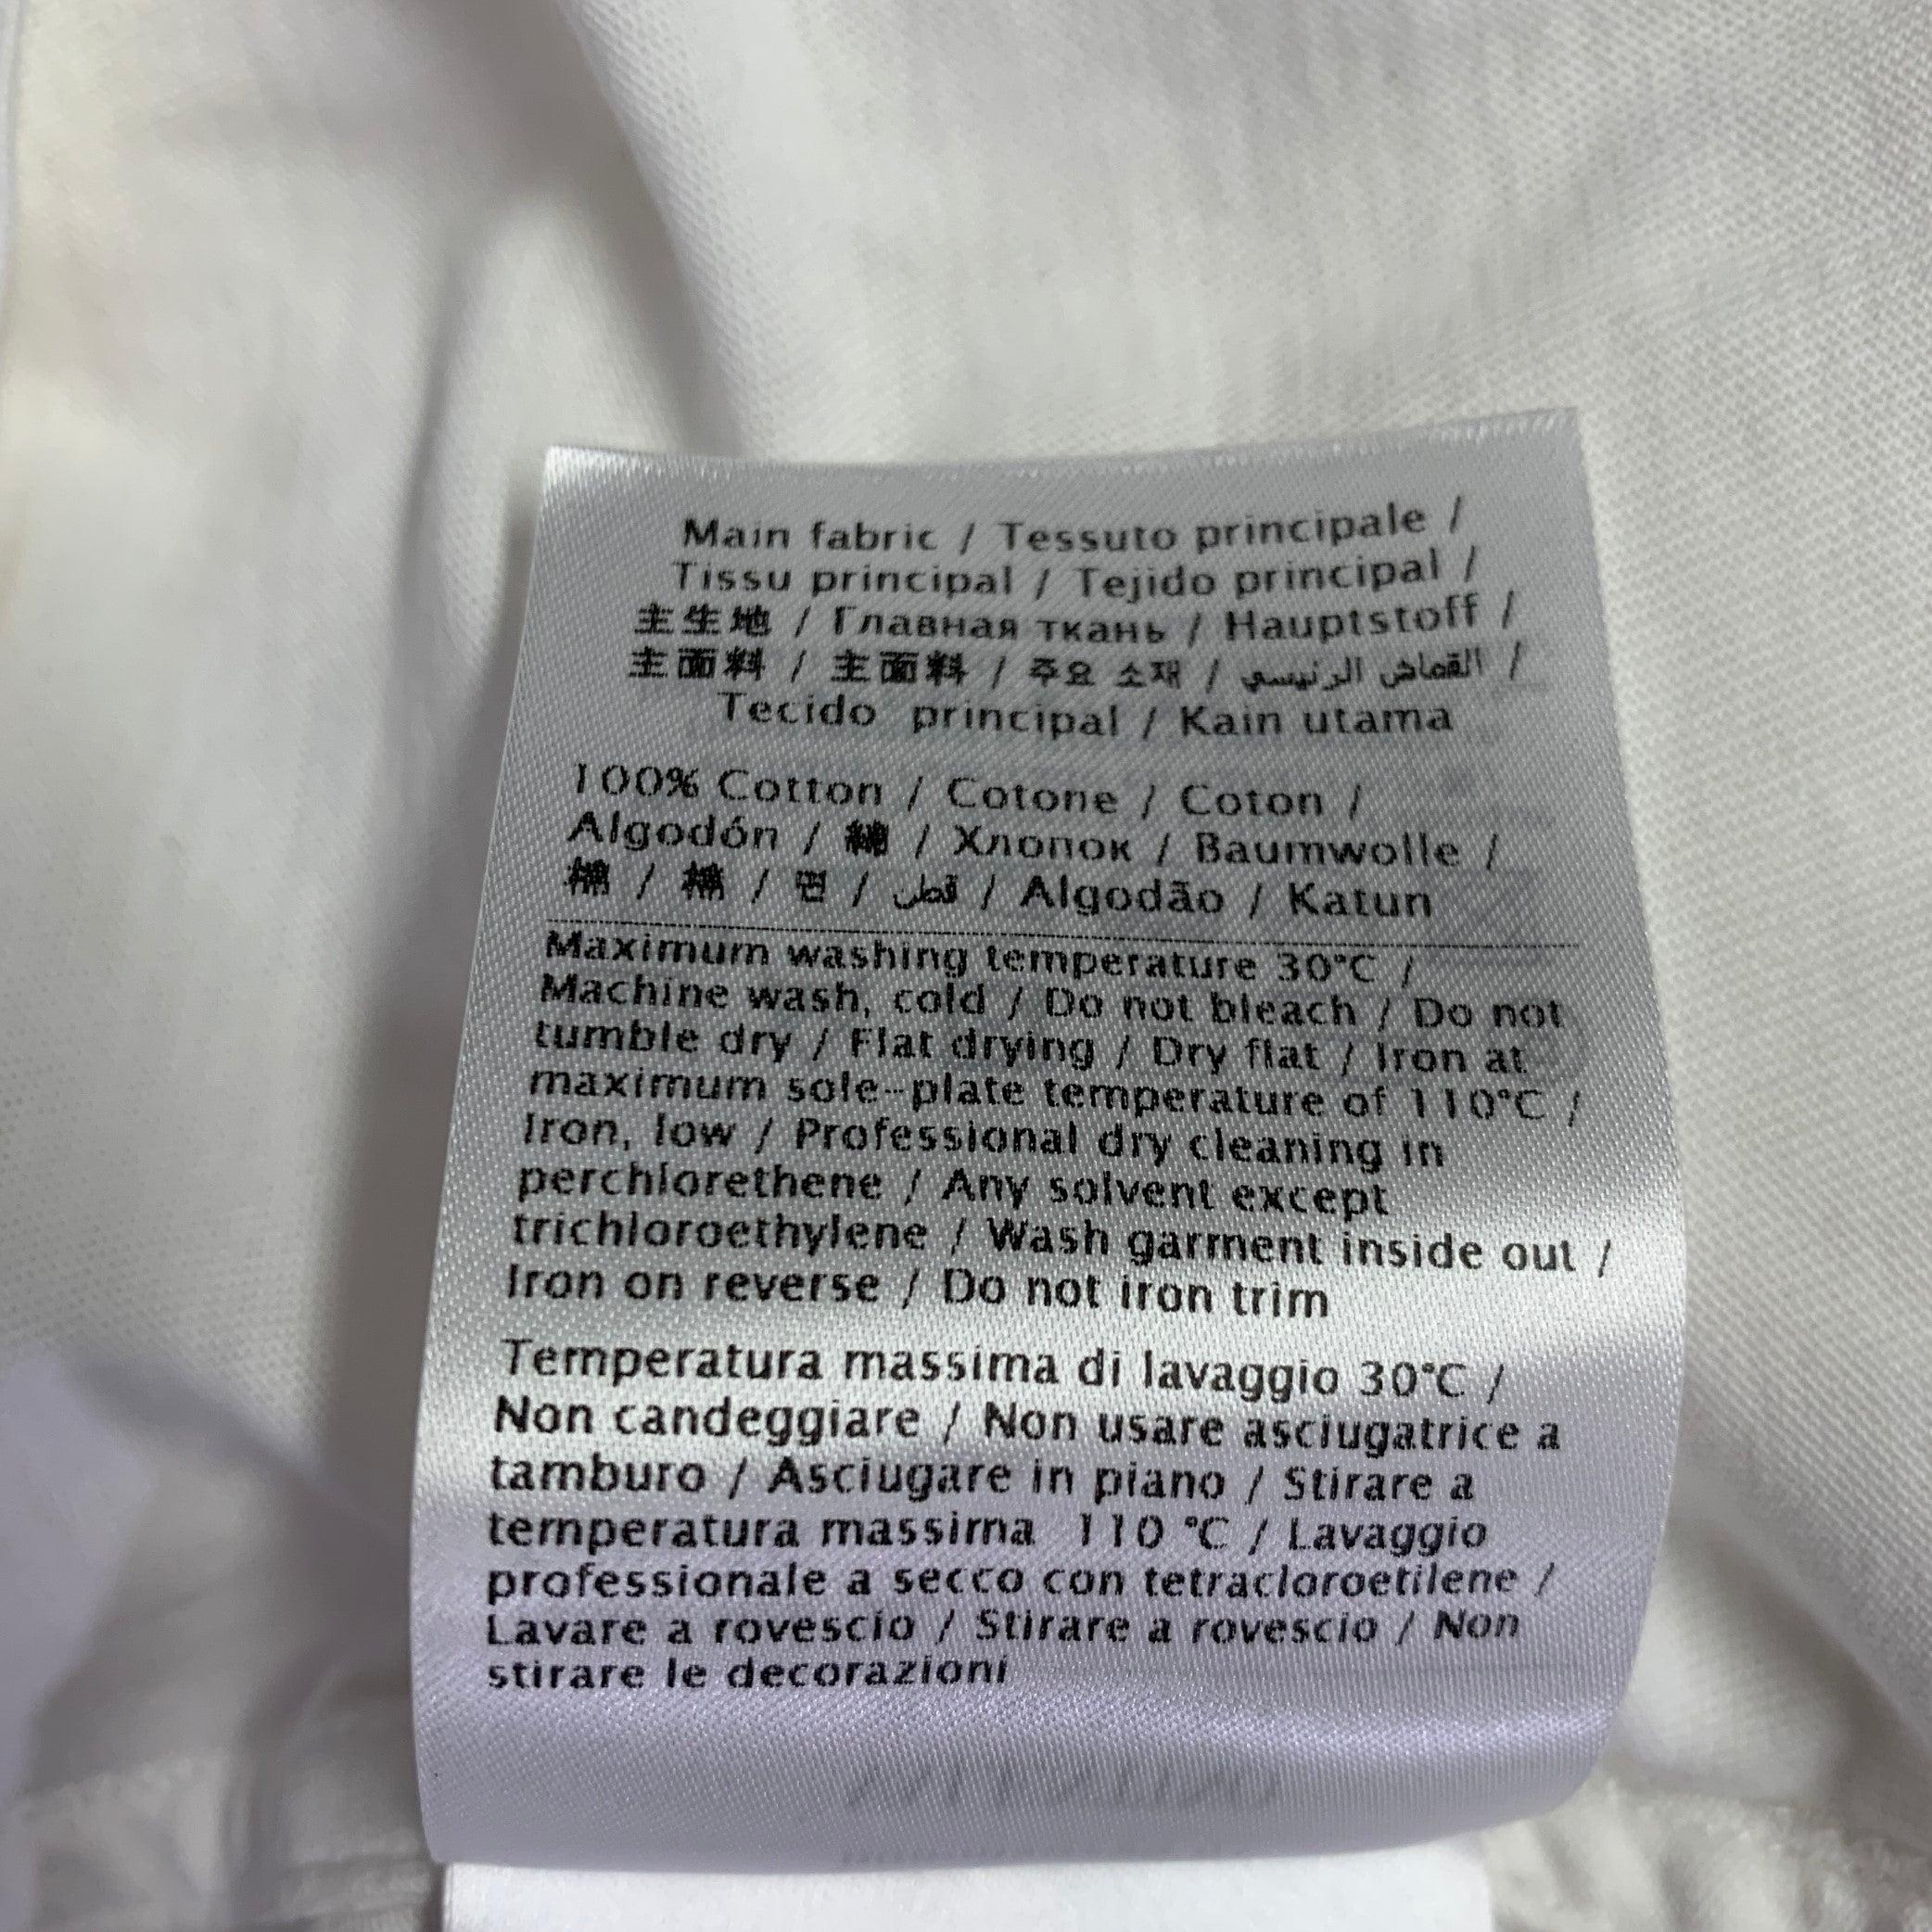 Main fabric / Tessuto principale /
Tissu principal / Tejido principal /
主生地 / Главная ткань / Hauptstoff /
主面料 / 主面料 / 주요 소재 / القماش الرئيسي /
Tecido principal / Kain utama
100% Cotton / Cotone / Coton /
Algodón / 綿 / Хлопок / Baumwolle /
棉 / 棉 / 면 / قطن / Algodão / Katun
Maximum washing temperature 30°C /
Machine wash, cold / Do not bleach / Do not
tumble dry / Flat drying / Dry flat / Iron at
maximum sole-plate temperature of 110°C /
Iron, low / Professional dry cleaning in
perchlorethene / Any solvent except
trichloroethylene / Wash garment inside out /
Iron on reverse / Do not iron trim
Temperatura massima di lavaggio 30°C /
Non candeggiare / Non usare asciugatrice a
tamburo / Asciugare in piano / Stirare a
temperatura massima 110 °C / Lavaggio
professionale a secco con tetracloroetilene /
Lavare a rovescio / Stirare a rovescio / Non
stirare le decorazioni